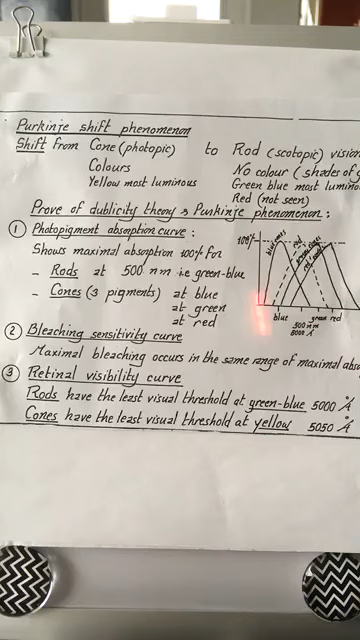 Purkinje shift phenomenon
Shift from Cone (photopic) to Rod (scotopic) vision
Colours No colour (shades of
Yellow most luminous Green blue most
Red (not seen)
Prove of dublicity theory & Purkinje phenomenon:
1 Photopigment absorption curve:
Shows maximal absorption 100% for
- Rods at 500 nm i.e green-blue
- Cones (3 pigments) at blue
at green
at red
100%
blue cones
blue green red
500 nm
5000 Å
2 Bleaching sensitivity curve
Maximal bleaching occurs in the same range of maximal
3 Retinal visibility curve
Rods have the least visual threshold at green-blue 5000 Å
Cones have the least visual threshold at yellow 5050 Å